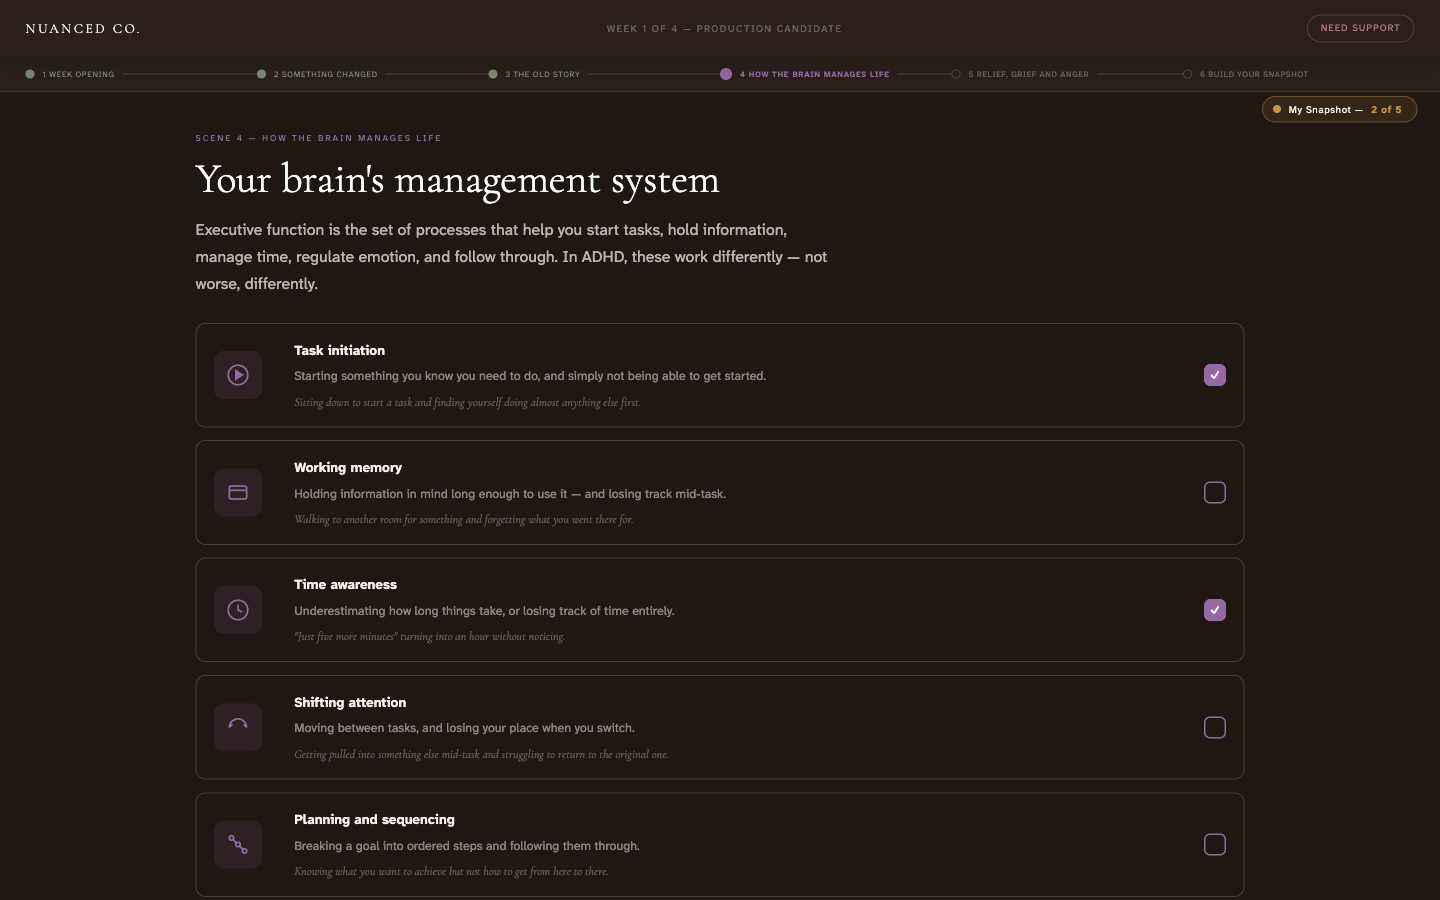 NUANCED CO.
WEEK 1 OF 4 — PRODUCTION CANDIDATE
NEED SUPPORT
1 WEEK OPENING
2 SOMETHING CHANGED
3 THE OLD STORY
4 HOW THE BRAIN MANAGES LIFE
5 RELIEF, GRIEF AND ANGER
6 BUILD YOUR SNAPSHOT
My Snapshot — 2 of 5
SCENE 4 — HOW THE BRAIN MANAGES LIFE
Your brain's management system
Executive function is the set of processes that help you start tasks, hold information,
manage time, regulate emotion, and follow through. In ADHD, these work differently — not
worse, differently.
Task initiation
Starting something you know you need to do, and simply not being able to get started.
Sitting down to start a task and finding yourself doing almost anything else first.
Working memory
Holding information in mind long enough to use it — and losing track mid-task.
Walking to another room for something and forgetting what you went there for.
Time awareness
Underestimating how long things take, or losing track of time entirely.
"Just five more minutes" turning into an hour without noticing.
Shifting attention
Moving between tasks, and losing your place when you switch.
Getting pulled into something else mid-task and struggling to return to the original one.
Planning and sequencing
Breaking a goal into ordered steps and following them through.
Knowing what you want to achieve but not how to get from here to there.